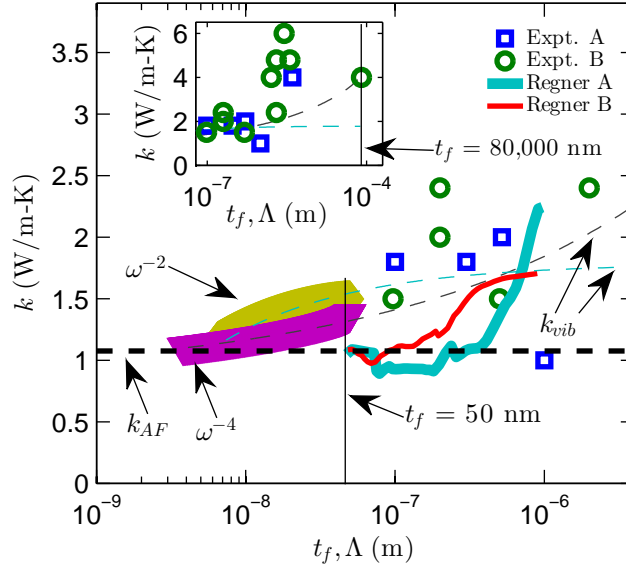 k (W/m-K)
6
4
2
0
10⁻⁷
10⁻⁴
t_f, Λ (m)
Expt. A
Expt. B
Regner A
Regner B
t_f = 80,000 nm
3.5
3
2.5
2
1.5
1
0.5
0
k (W/m-K)
ω⁻²
k_vib
k_AF
ω⁻⁴
t_f = 50 nm
10⁻⁹
10⁻⁸
10⁻⁷
10⁻⁶
t_f, Λ (m)